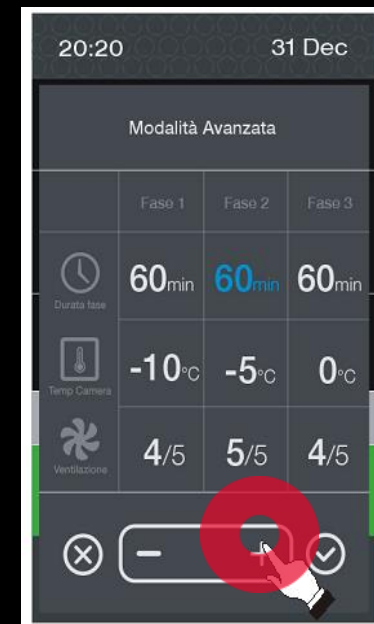 20:20 31 Dec
Modalità Avanzata
Fase 1 Fase 2 Fase 3
Durata fase 60min 60min 60min
Temp Camera -10°C -5°C 0°C
Ventilazione 4/5 5/5 4/5
- +